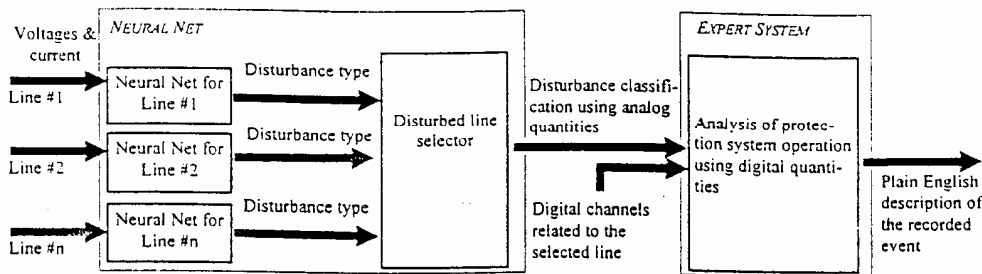 NEURAL NET
EXPERT SYSTEM
Voltages &
current
Line #1
Neural Net for
Line #1
Disturbance type
Line #2
Neural Net for
Line #2
Disturbance type
Line #n
Neural Net for
Line #n
Disturbance type
Disturbed line
selector
Disturbance classifi-
cation using analog
quantities
Digital channels
related to the
selected line
Analysis of protec-
tion system operation
using digital quanti-
ties
Plain English
description of
the recorded
event